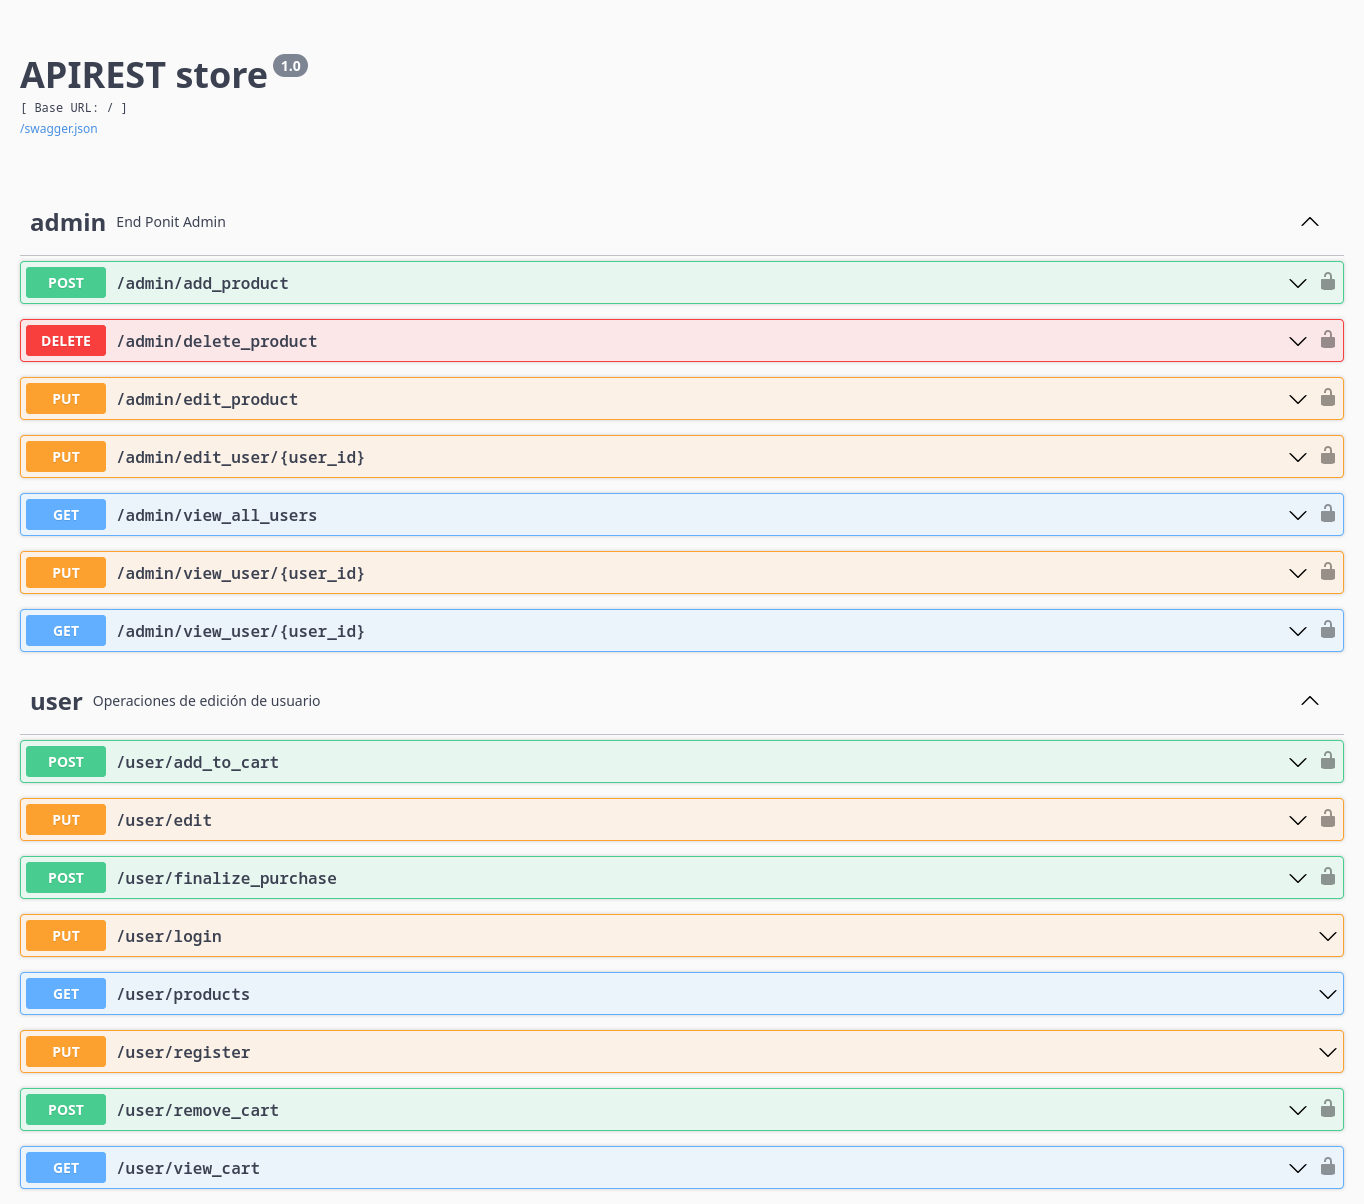 APIREST store 1.0
[ Base URL: / ]
/swagger.json
admin End Ponit Admin
POST /admin/add_product
DELETE /admin/delete_product
PUT /admin/edit_product
PUT /admin/edit_user/{user_id}
GET /admin/view_all_users
PUT /admin/view_user/{user_id}
GET /admin/view_user/{user_id}
user Operaciones de edición de usuario
POST /user/add_to_cart
PUT /user/edit
POST /user/finalize_purchase
PUT /user/login
GET /user/products
PUT /user/register
POST /user/remove_cart
GET /user/view_cart